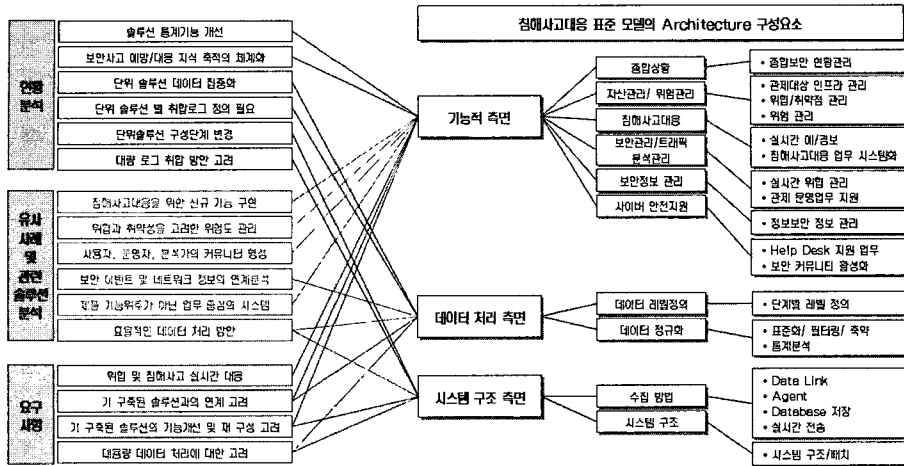 침해사고대응 표준 모델의 Architecture 구성요소
현황
분석
솔루션 통계기능 개선
보안사고 예방/대응 지식 축적의 체계화
단위 솔루션 데이터 집중화
단위 솔루션 별 취합로그 정의 필요
단위솔루션 구성단계 변경
대량 로그 취합 방안 고려
유사
사례
및
관련
솔루션
분석
침해사고대응을 위한 신규 기능 구현
위협과 취약성을 고려한 위험도 관리
사용자, 운영자, 분석가의 커뮤니티 형성
보안 이벤트 및 네트워크 정보의 연계분석
제품 기능위주가 아닌 업무 중심의 시스템
효율적인 데이터 처리 방안
요구
사항
위협 및 침해사고 실시간 대응
기 구축된 솔루션과의 연계 고려
기 구축된 솔루션의 기능개선 및 재 구성 고려
대용량 데이터 처리에 대한 고려
기능적 측면
데이터 처리 측면
시스템 구조 측면
종합상황
자산관리/ 위험관리
침해사고대응
보안관리/트래픽
분석관리
보안정보 관리
사이버 안전지원
데이터 레벨정의
데이터 정규화
수집 방법
시스템 구조
• 종합보안 현황관리
• 관제대상 인프라 관리
• 위협/취약점 관리
• 위험 관리
• 실시간 예/경보
• 침해사고대응 업무 시스템화
• 실시간 위협 관리
• 관제 운영업무 지원
• 정보보안 정보 관리
• Help Desk 지원 업무
• 보안 커뮤니티 활성화
• 단계별 레벨 정의
• 표준화/ 필터링/ 축약
• 통계분석
• Data Link
• Agent
• Database 저장
• 실시간 전송
• 시스템 구조/배치